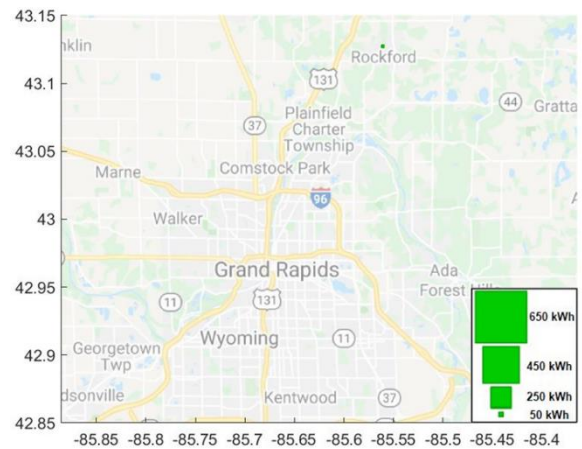 43.15
nklin
Rockford
131
43.1
44
Gratta
Plainfield
Charter
Township
37
43.05
Marne
Comstock Park
96
43
Walker
Grand Rapids
42.95
Ada
Forest Hills
11
131
650 kWh
Wyoming
11
450 kWh
42.9
Georgetown
Twp
250 kWh
dsonville
Kentwood
37
50 kWh
42.85
-85.85 -85.8 -85.75 -85.7 -85.65 -85.6 -85.55 -85.5 -85.45 -85.4